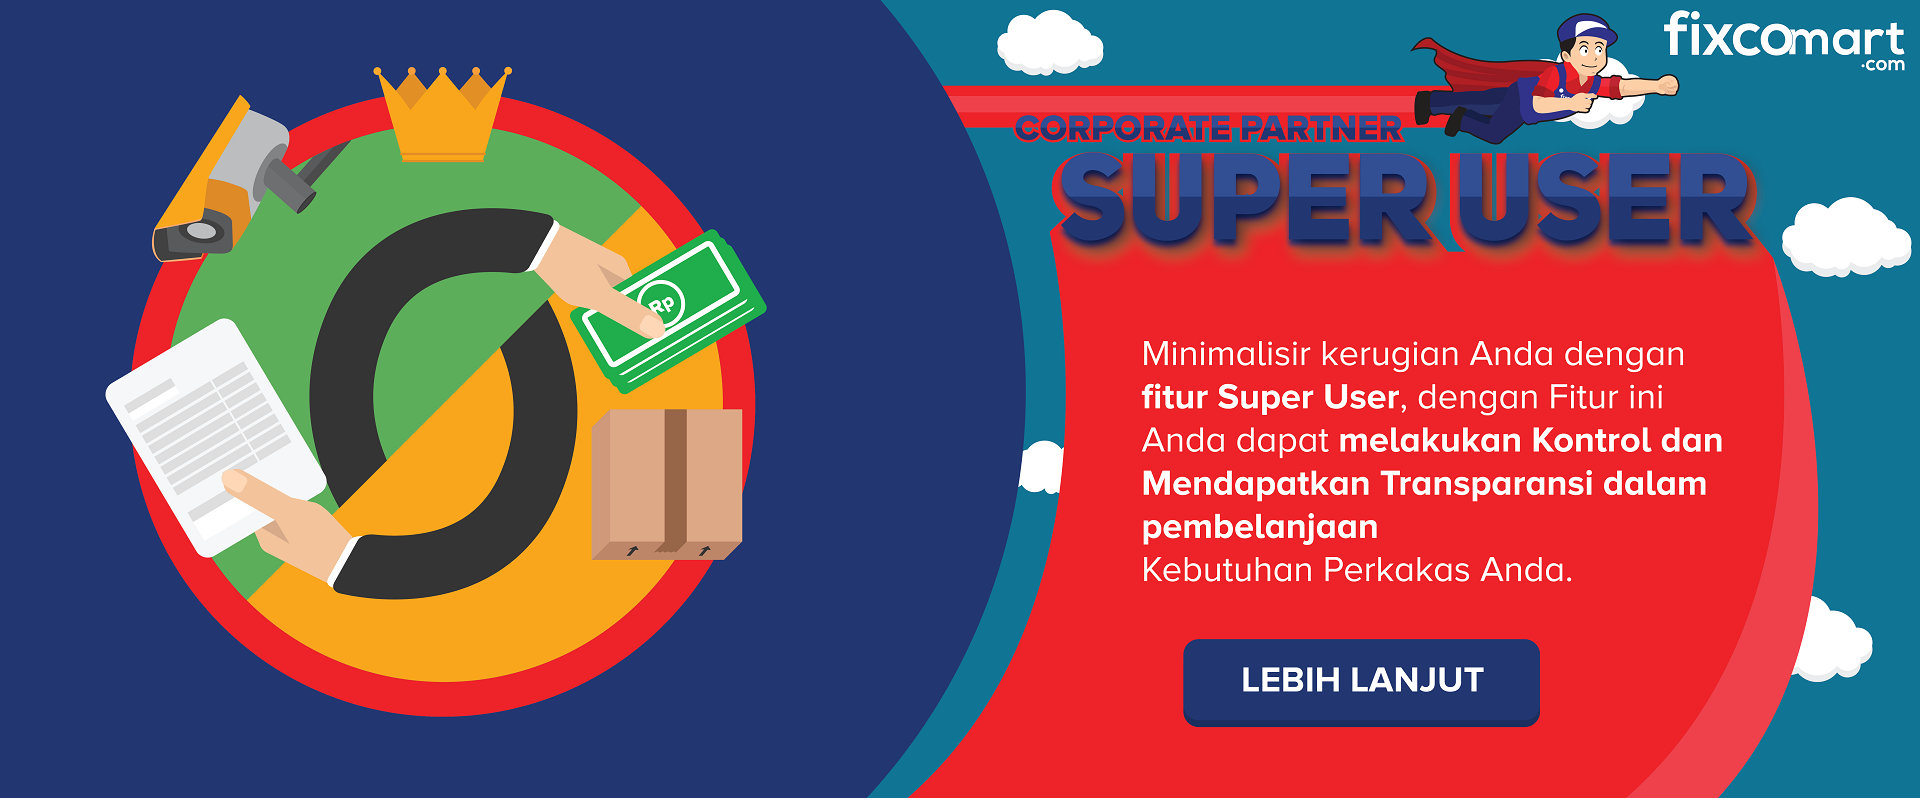 fixcomart
.com
CORPORATE PARTNER
SUPER USER
Rp
Minimalisir kerugian Anda dengan
fitur Super User, dengan Fitur ini
Anda dapat melakukan Kontrol dan
Mendapatkan Transparansi dalam
pembelanjaan
Kebutuhan Perkakas Anda.
LEBIH LANJUT